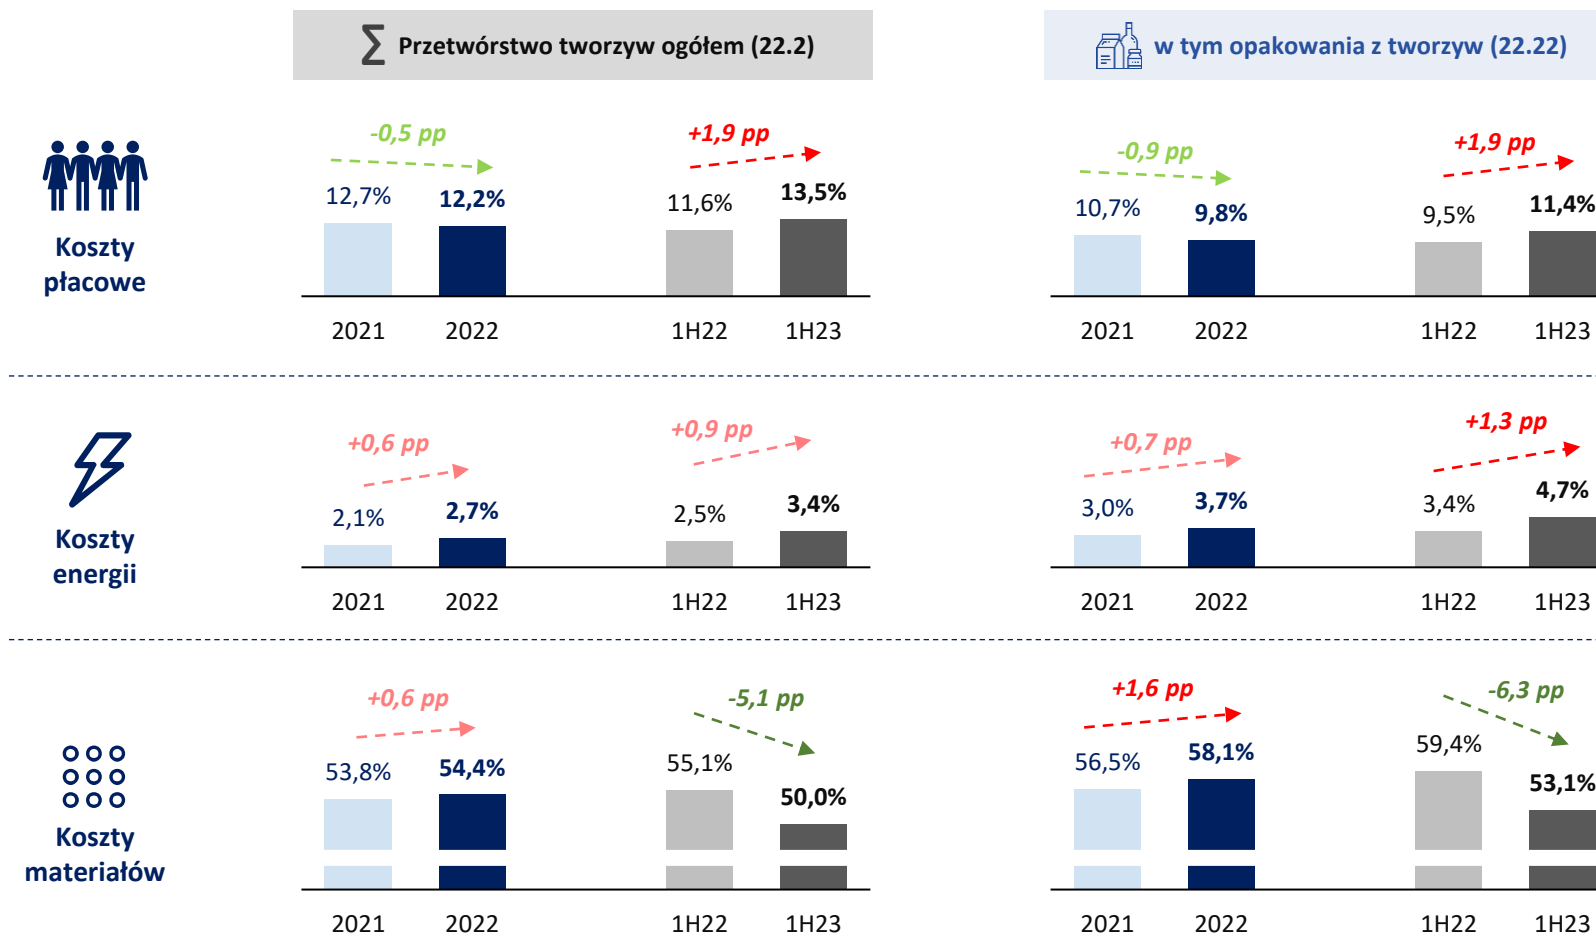 ∑ Przetwórstwo tworzyw ogółem (22.2)
w tym opakowania z tworzyw (22.22)
Koszty
płacowe
-0,5 pp
+1,9 pp
-0,9 pp
+1,9 pp
12,7%
12,2%
11,6%
13,5%
10,7%
9,8%
9,5%
11,4%
2021
2022
1H22
1H23
2021
2022
1H22
1H23
Koszty
energii
+0,6 pp
+0,9 pp
+0,7 pp
+1,3 pp
2,1%
2,7%
2,5%
3,4%
3,0%
3,7%
3,4%
4,7%
2021
2022
1H22
1H23
2021
2022
1H22
1H23
Koszty
materiałów
+0,6 pp
-5,1 pp
+1,6 pp
-6,3 pp
53,8%
54,4%
55,1%
50,0%
56,5%
58,1%
59,4%
53,1%
2021
2022
1H22
1H23
2021
2022
1H22
1H23